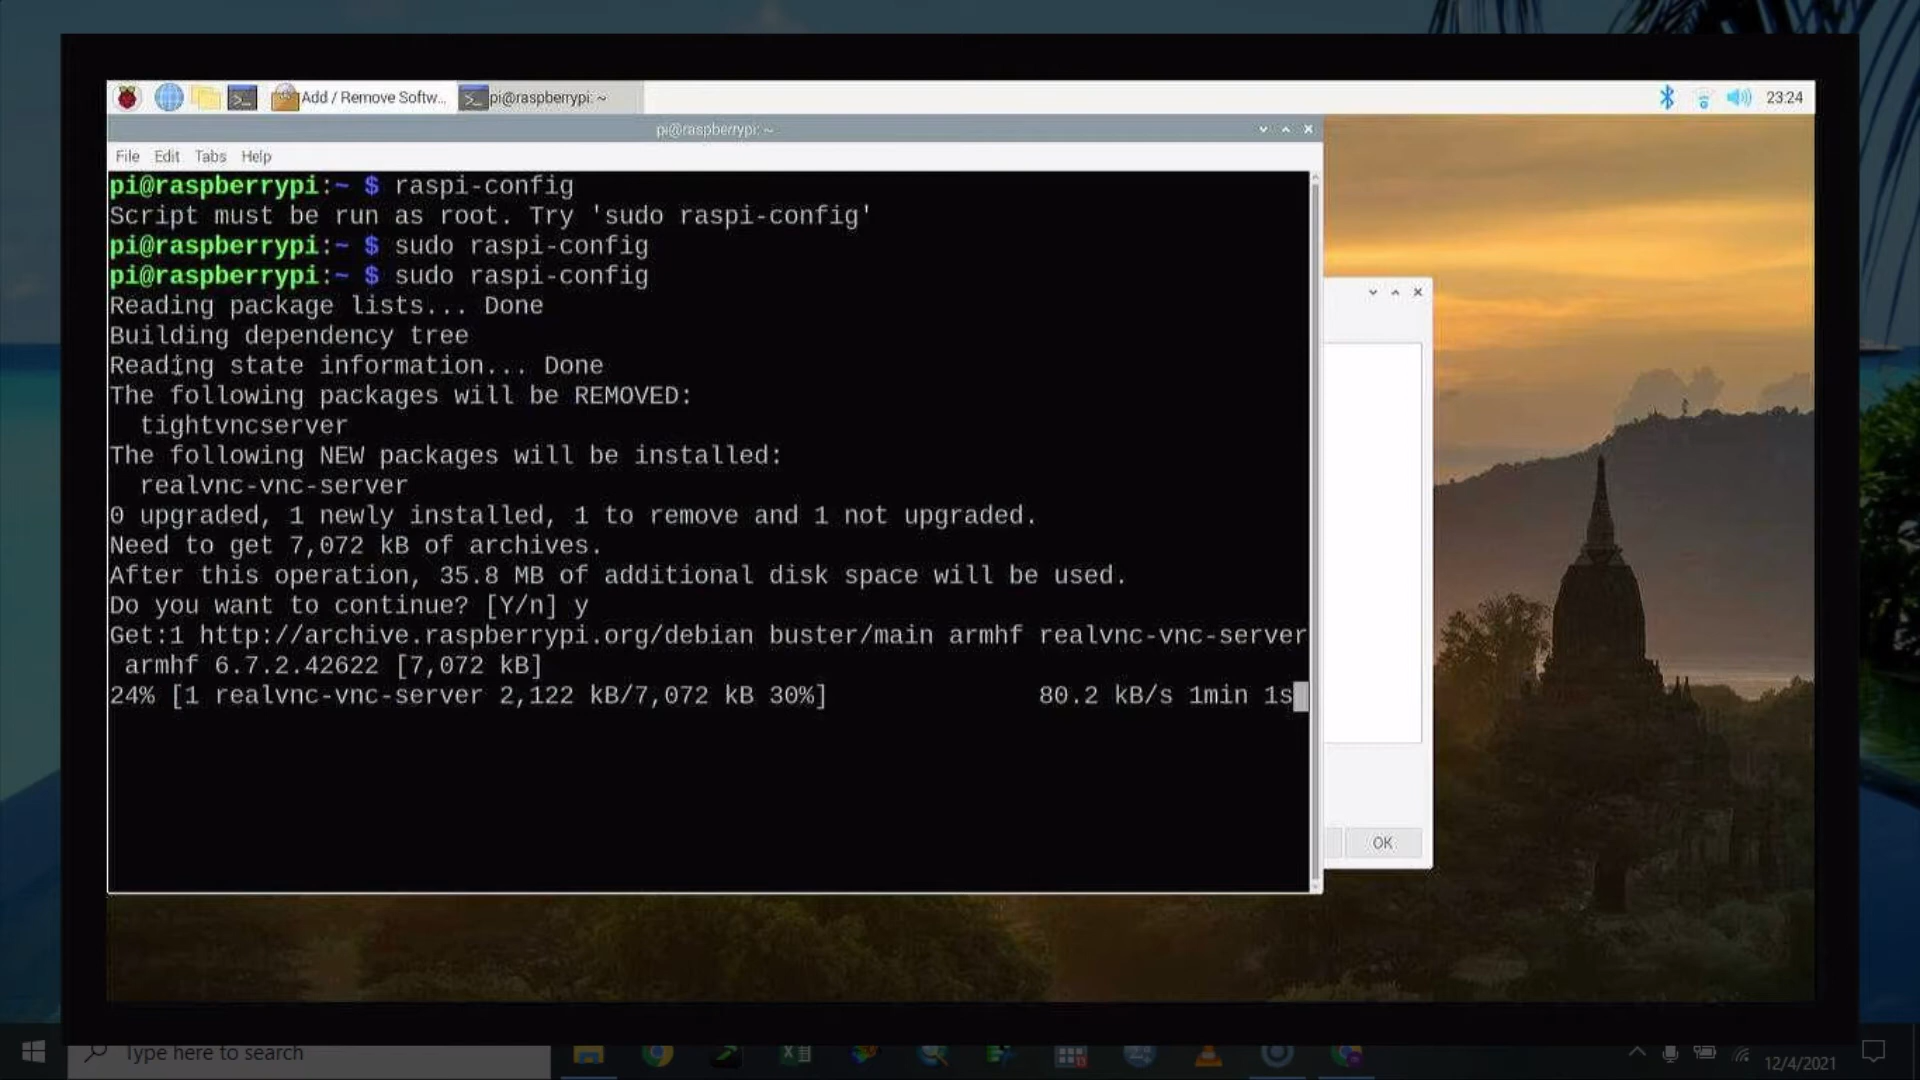 Add / Remove Softw...
pi@raspberrypi: ~
23:24
pi@raspberrypi: ~
File Edit Tabs Help
pi@raspberrypi:~ $ raspi-config
Script must be run as root. Try 'sudo raspi-config'
pi@raspberrypi:~ $ sudo raspi-config
pi@raspberrypi:~ $ sudo raspi-config
Reading package lists... Done
Building dependency tree
Reading state information... Done
The following packages will be REMOVED:
tightvncserver
The following NEW packages will be installed:
realvnc-vnc-server
0 upgraded, 1 newly installed, 1 to remove and 1 not upgraded.
Need to get 7,072 kB of archives.
After this operation, 35.8 MB of additional disk space will be used.
Do you want to continue? [Y/n] y
Get:1 http://archive.raspberrypi.org/debian buster/main armhf realvnc-vnc-server
armhf 6.7.2.42622 [7,072 kB]
24% [1 realvnc-vnc-server 2,122 kB/7,072 kB 30%] 80.2 kB/s 1min 1s
OK
Type here to search
12/4/2021